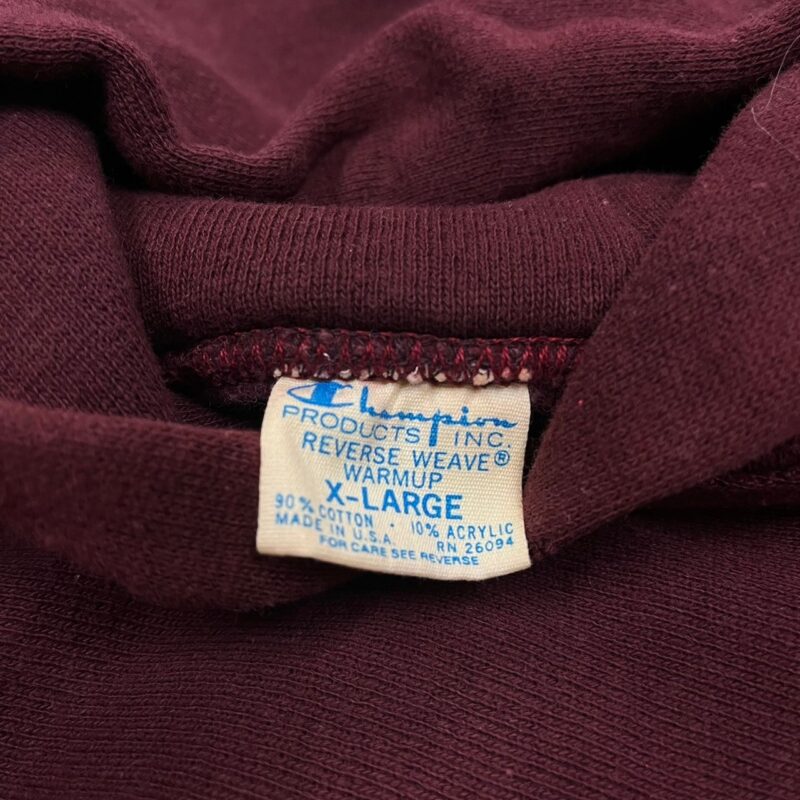 Champion
PRODUCTS INC.
REVERSE WEAVE®
WARMUP
X-LARGE
90% COTTON · 10% ACRYLIC
MADE IN U.S.A. RN 26094
FOR CARE SEE REVERSE